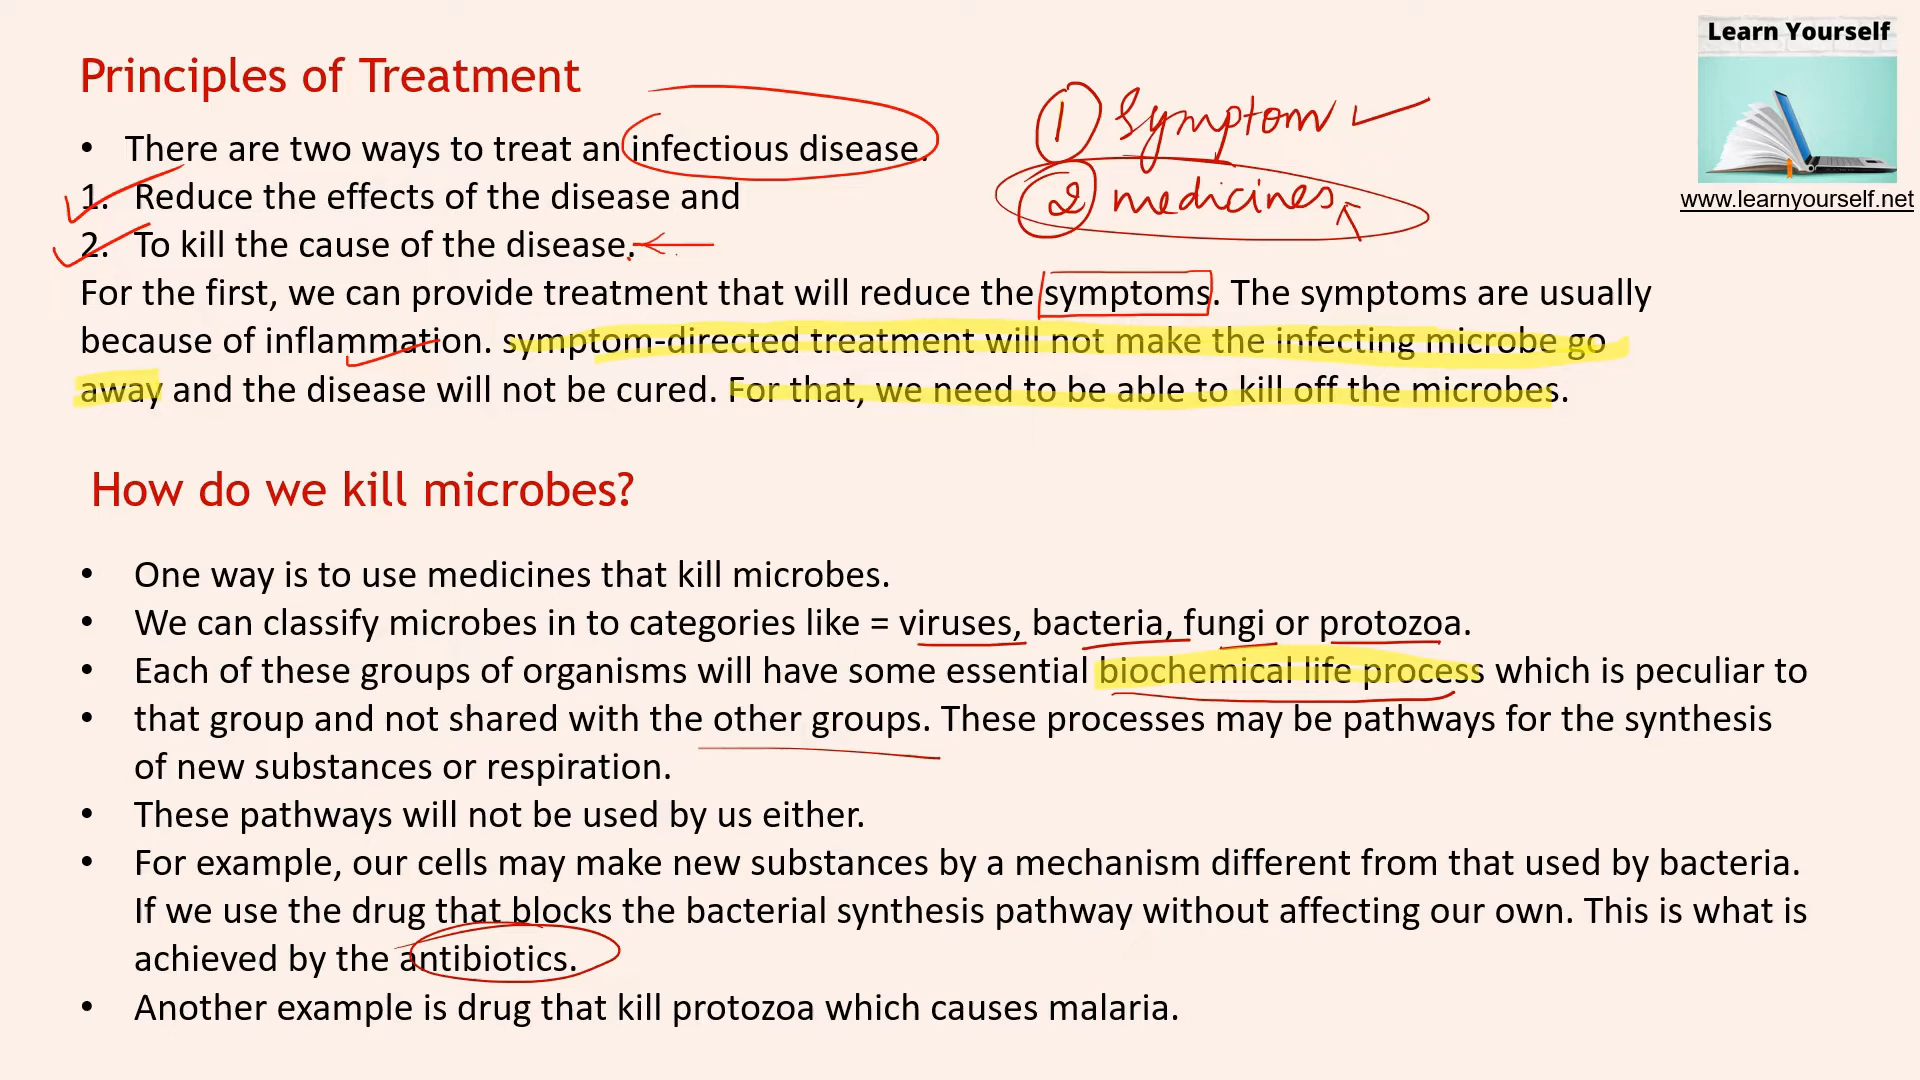 Learn Yourself
www.learnyourself.net
Principles of Treatment
1 Symptom
2 medicines
• There are two ways to treat an infectious disease.
1. Reduce the effects of the disease and
2. To kill the cause of the disease.
For the first, we can provide treatment that will reduce the symptoms. The symptoms are usually
because of inflammation. symptom-directed treatment will not make the infecting microbe go
away and the disease will not be cured. For that, we need to be able to kill off the microbes.
How do we kill microbes?
• One way is to use medicines that kill microbes.
• We can classify microbes in to categories like = viruses, bacteria, fungi or protozoa.
• Each of these groups of organisms will have some essential biochemical life process which is peculiar to
• that group and not shared with the other groups. These processes may be pathways for the synthesis
of new substances or respiration.
• These pathways will not be used by us either.
• For example, our cells may make new substances by a mechanism different from that used by bacteria.
If we use the drug that blocks the bacterial synthesis pathway without affecting our own. This is what is
achieved by the antibiotics.
• Another example is drug that kill protozoa which causes malaria.